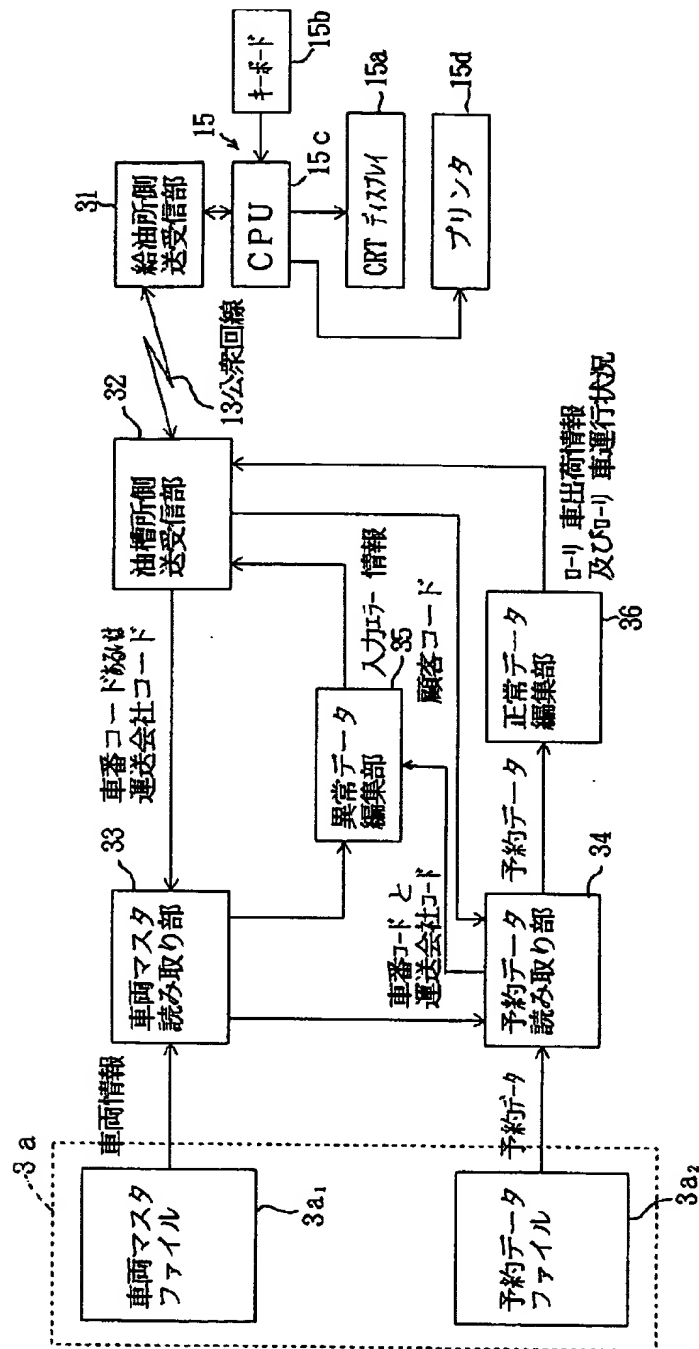 3a
車両マスタ
ファイル
3a₁
予約データ
ファイル
3a₂
車両情報
予約データ
33
車両マスタ
読み取り部
予約データ
読み取り部
34
車番コードあるいは
運送会社コード
車番コード と
運送会社コード
予約データ
異常データ
編集部
35
入力エラー 情報
顧客コード
正常データ
編集部
36
32
油槽所側
送受信部
ローリ 車出荷情報
及びローリ 車運行状況
13公衆回線
31
給油所側
送受信部
15
CPU
15c
キーボード
15b
CRT ディスプレイ
15a
プリンタ
15d